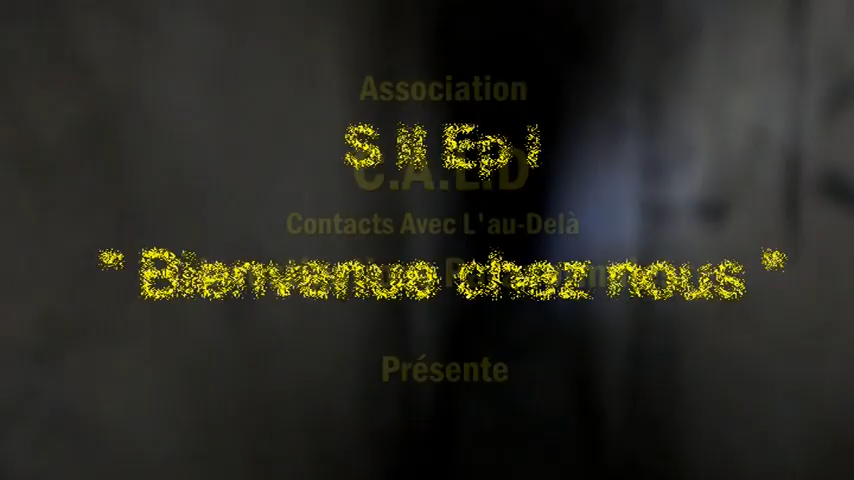 Association
S II Ep I
C.A.L.D
Contacts Avec L'au-Delà
" Bienvenue chez nous "
Présente